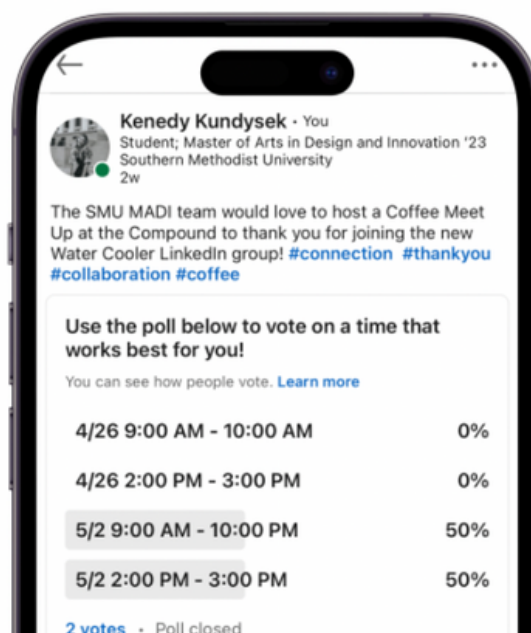 Kenedy Kundysek · You
Student; Master of Arts in Design and Innovation '23
Southern Methodist University
2w
The SMU MADI team would love to host a Coffee Meet
Up at the Compound to thank you for joining the new
Water Cooler LinkedIn group! #connection #thankyou
#collaboration #coffee
Use the poll below to vote on a time that
works best for you!
You can see how people vote. Learn more
4/26 9:00 AM - 10:00 AM 0%
4/26 2:00 PM - 3:00 PM 0%
5/2 9:00 AM - 10:00 PM 50%
5/2 2:00 PM - 3:00 PM 50%
2 votes · Poll closed